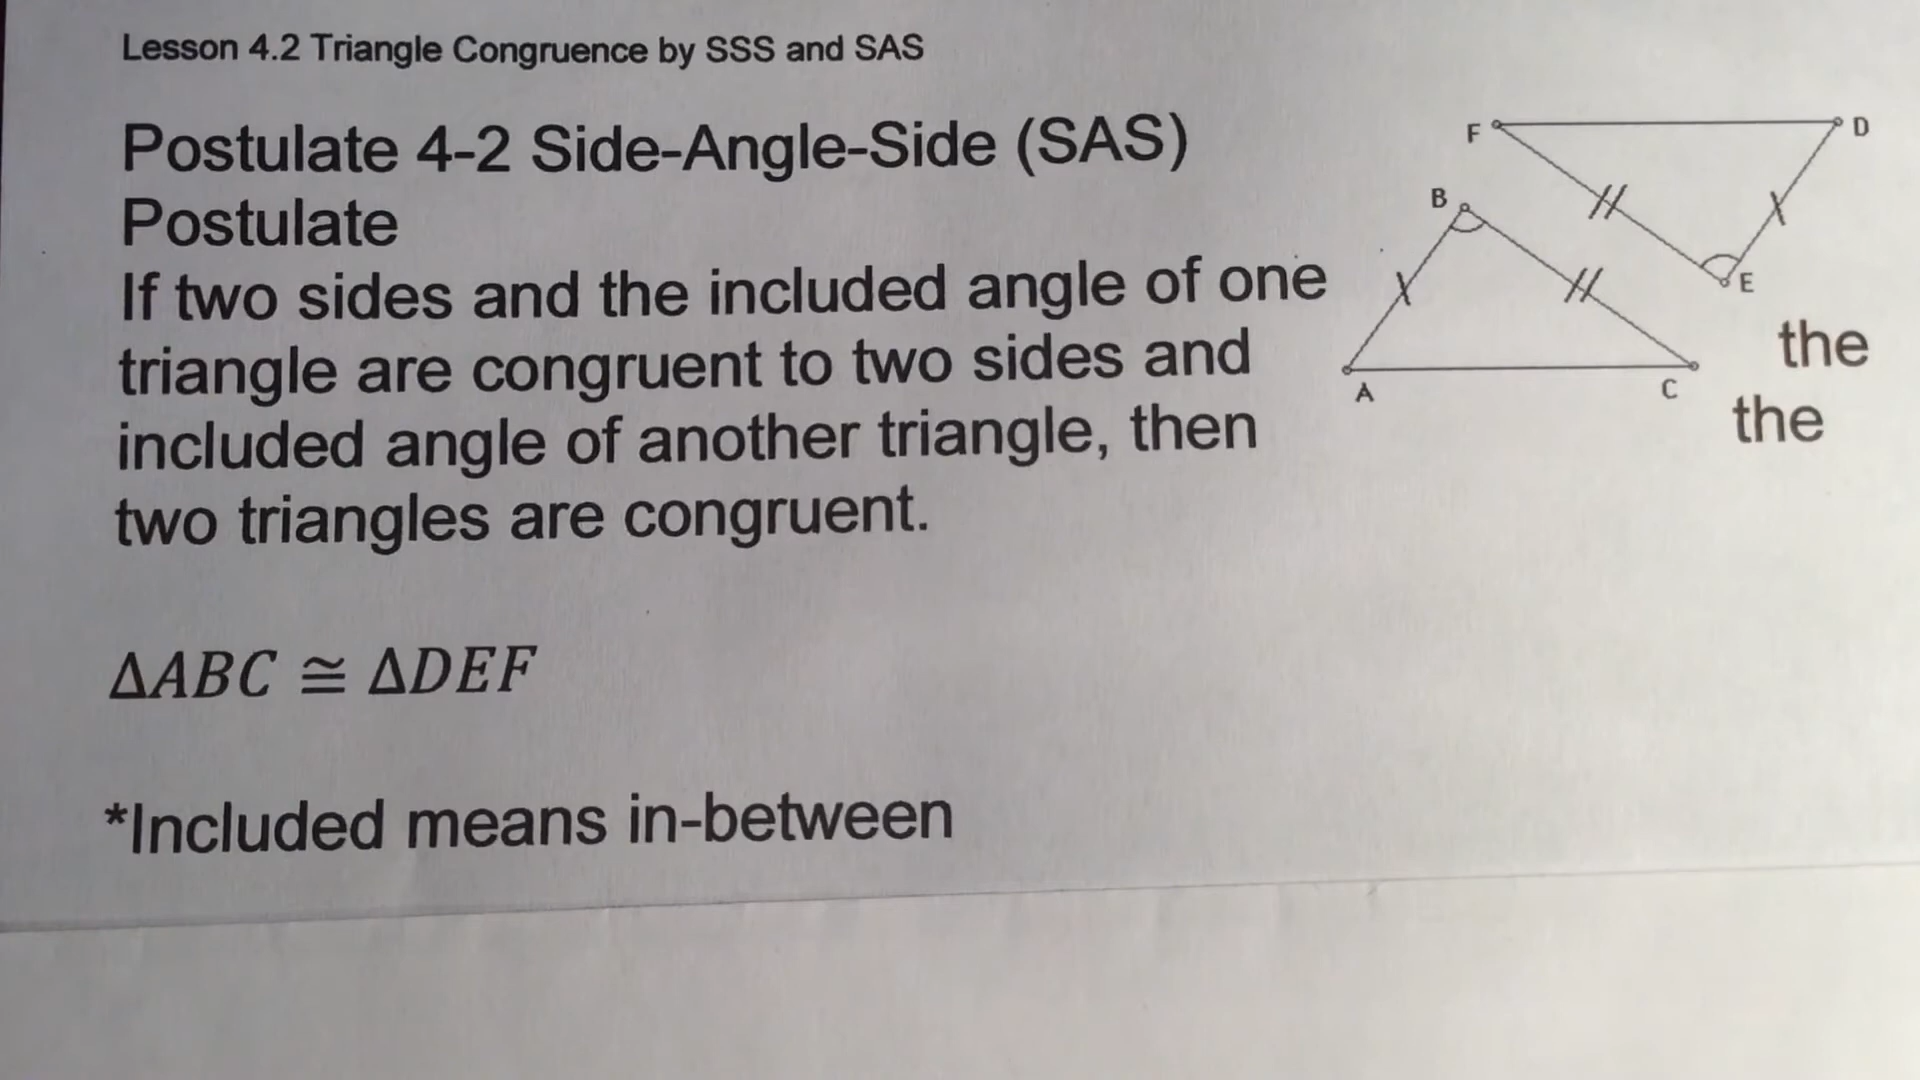 Lesson 4.2 Triangle Congruence by SSS and SAS
Postulate 4-2 Side-Angle-Side (SAS)
Postulate
If two sides and the included angle of one
triangle are congruent to two sides and the
included angle of another triangle, then the
two triangles are congruent.
ΔABC ≅ ΔDEF
*Included means in-between
F
D
B
E
A
C